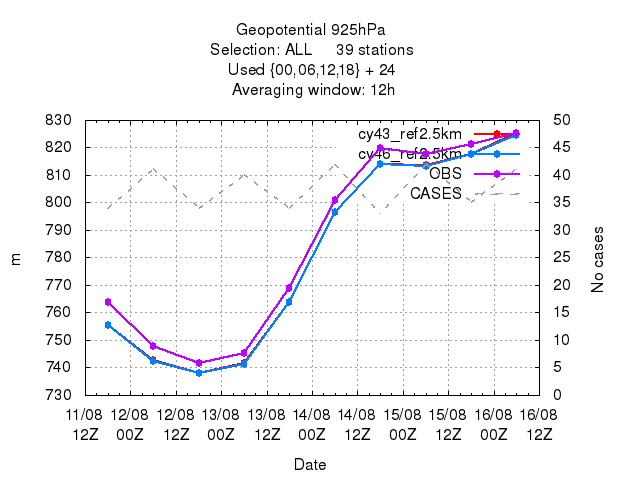 Geopotential 925hPa
Selection: ALL 39 stations
Used {00,06,12,18} + 24
Averaging window: 12h
830 50
cy43_ref2.5km
820 45
cy46_ref2.5km
810 40
OBS
CASES
800 35
790 30
780 25
770 20
760 15
750 10
740 5
730 0
m
No cases
11/08 12/08 12/08 13/08 13/08 14/08 14/08 15/08 15/08 16/08 16/08
12Z 00Z 12Z 00Z 12Z 00Z 12Z 00Z 12Z 00Z 12Z
Date